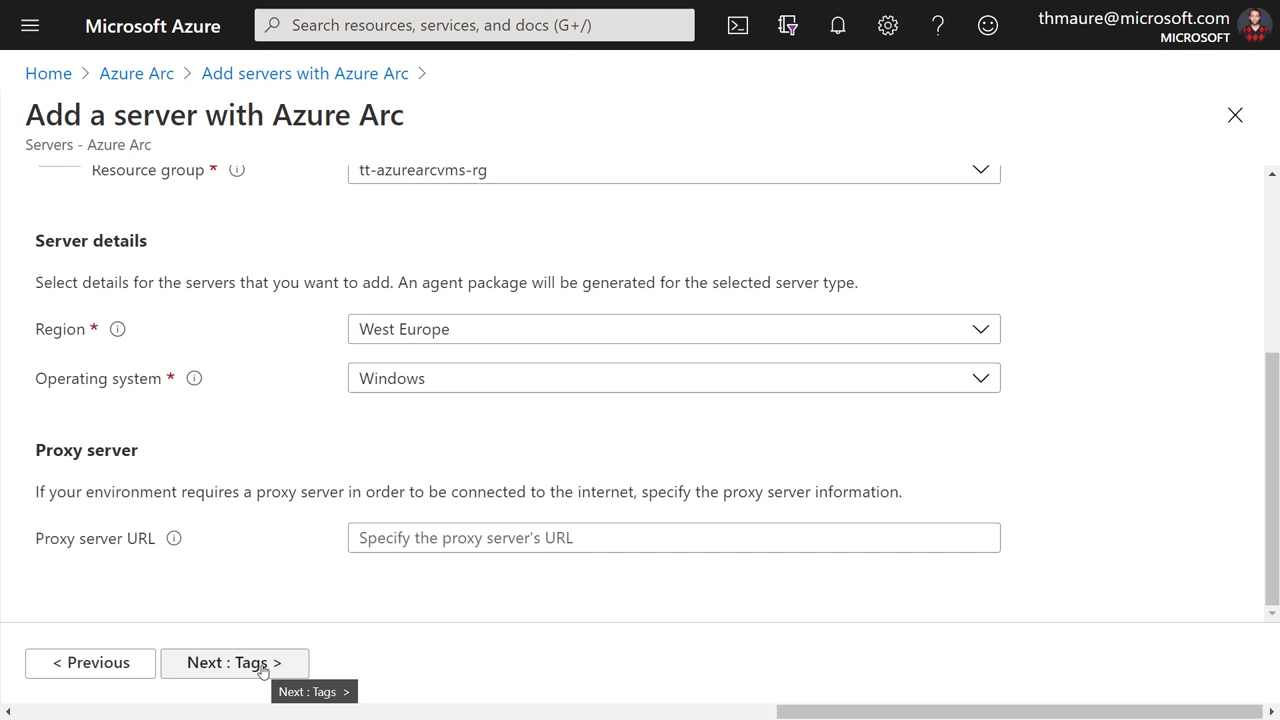 Microsoft Azure
Search resources, services, and docs (G+/)
thmaure@microsoft.com
MICROSOFT
Home > Azure Arc > Add servers with Azure Arc >
Add a server with Azure Arc
Servers - Azure Arc
Resource group *
tt-azurearcvms-rg
Server details
Select details for the servers that you want to add. An agent package will be generated for the selected server type.
Region *
West Europe
Operating system *
Windows
Proxy server
If your environment requires a proxy server in order to be connected to the internet, specify the proxy server information.
Proxy server URL
Specify the proxy server's URL
< Previous
Next : Tags >
Next : Tags >